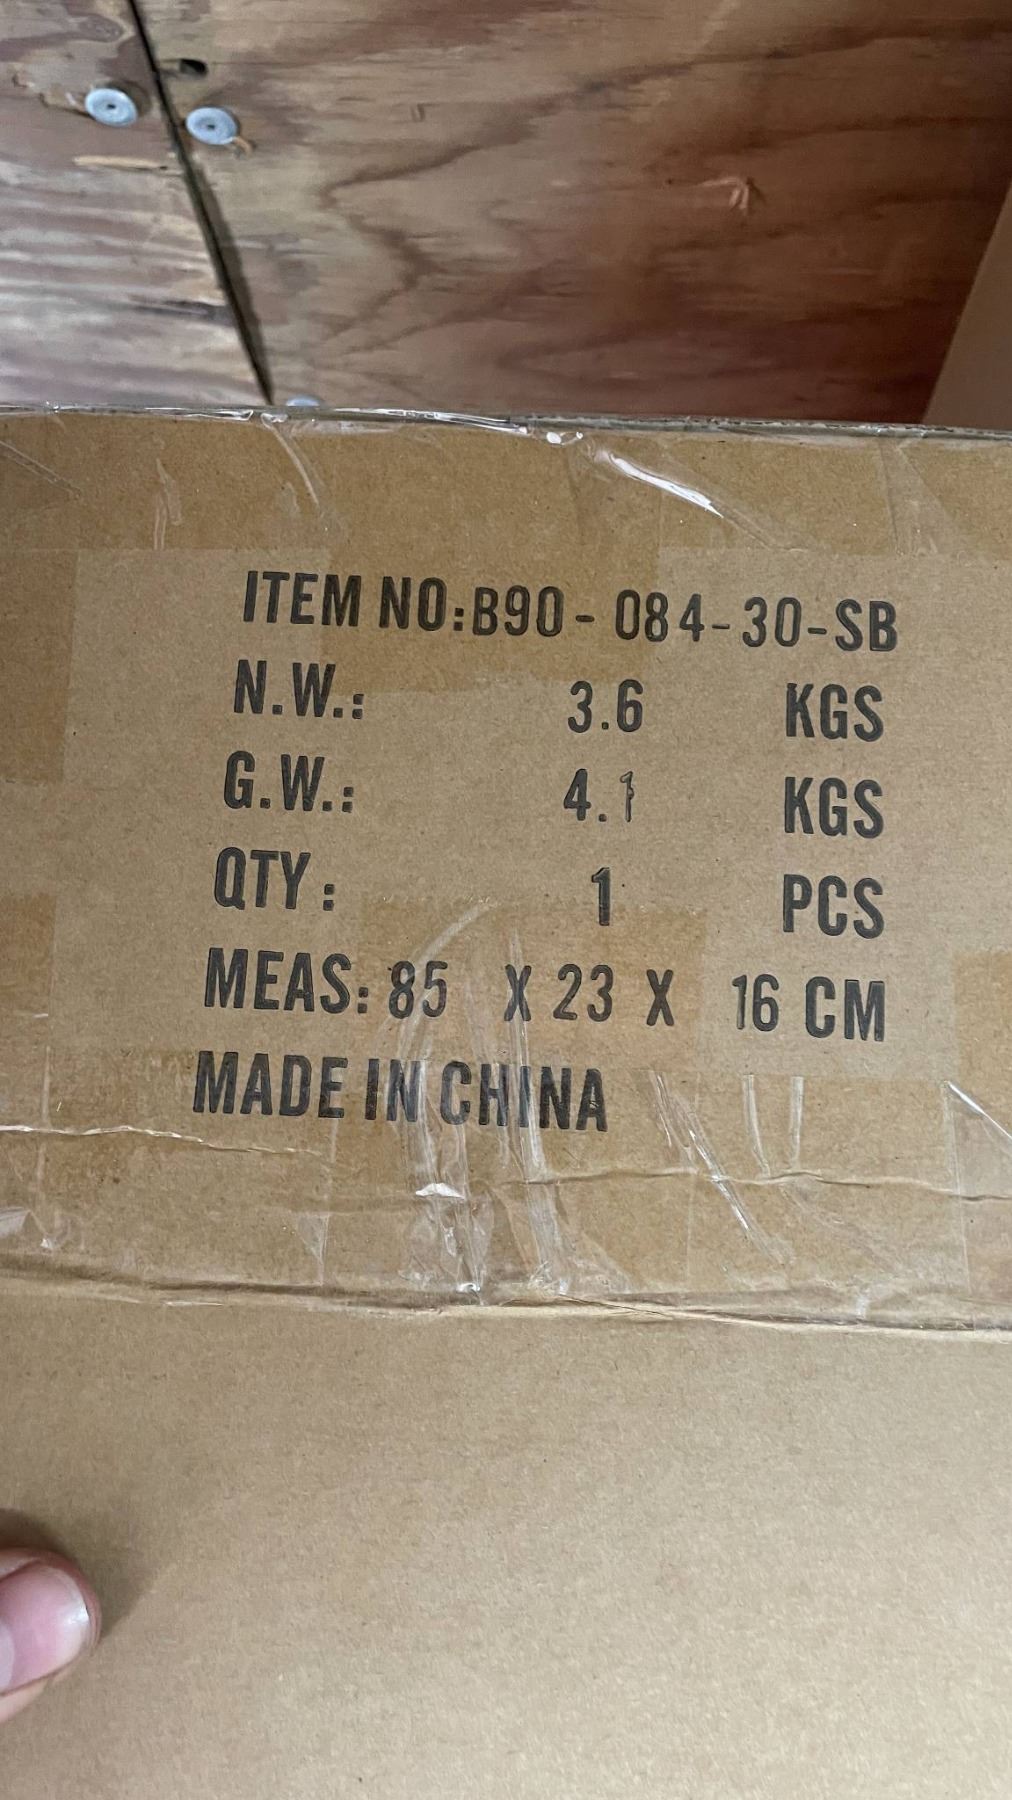 ITEM NO:B90-084-30-SB
N.W.: 3.6 KGS
G.W.: 4.1 KGS
QTY: 1 PCS
MEAS: 85 X 23 X 16 CM
MADE IN CHINA